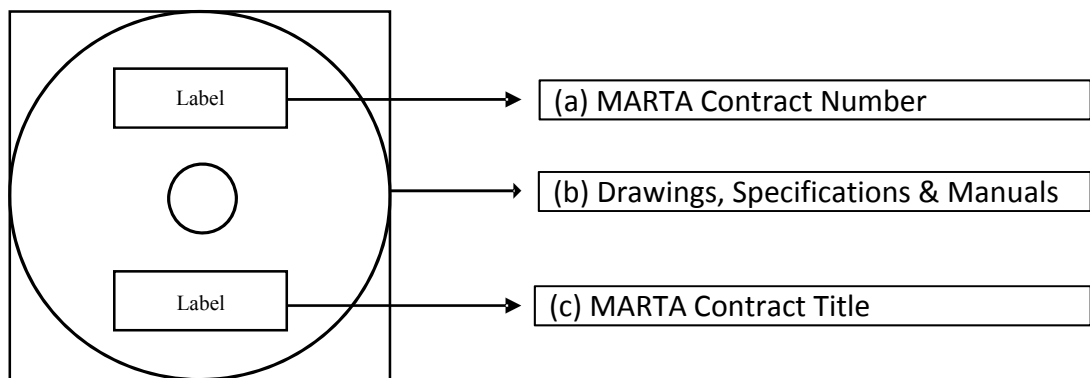 Label
(a) MARTA Contract Number
(b) Drawings, Specifications & Manuals
Label
(c) MARTA Contract Title